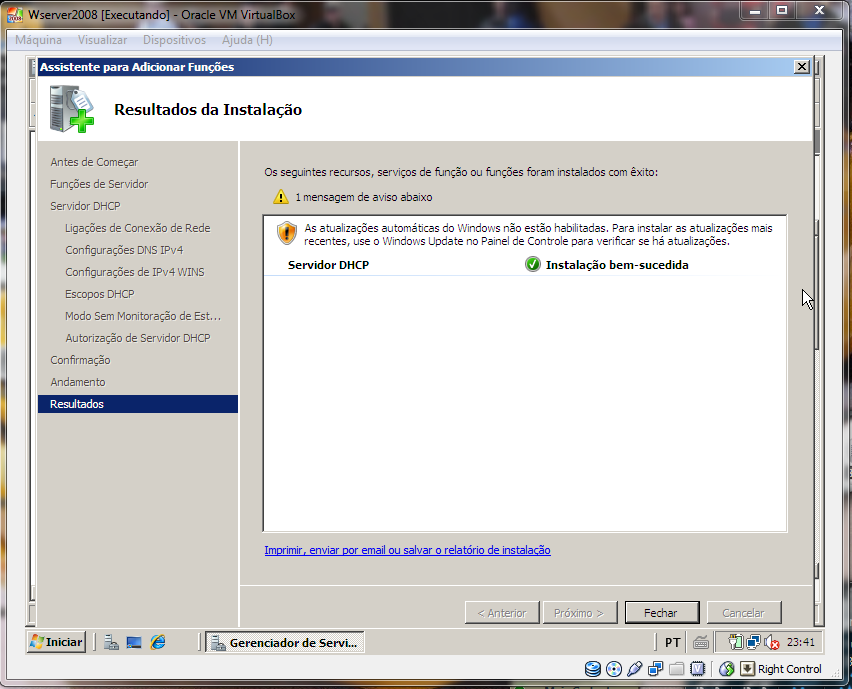 Wserver2008 [Executando] - Oracle VM VirtualBox
Máquina Visualizar Dispositivos Ajuda (H)
Assistente para Adicionar Funções
Resultados da Instalação
Antes de Começar
Funções de Servidor
Servidor DHCP
Ligações de Conexão de Rede
Configurações DNS IPv4
Configurações de IPv4 WINS
Escopos DHCP
Modo Sem Monitoração de Est...
Autorização de Servidor DHCP
Confirmação
Andamento
Resultados
Os seguintes recursos, serviços de função ou funções foram instalados com êxito:
1 mensagem de aviso abaixo
As atualizações automáticas do Windows não estão habilitadas. Para instalar as atualizações mais
recentes, use o Windows Update no Painel de Controle para verificar se há atualizações.
Servidor DHCP Instalação bem-sucedida
Imprimir, enviar por email ou salvar o relatório de instalação
< Anterior Próximo > Fechar Cancelar
Iniciar Gerenciador de Servi... PT 23:41
Right Control